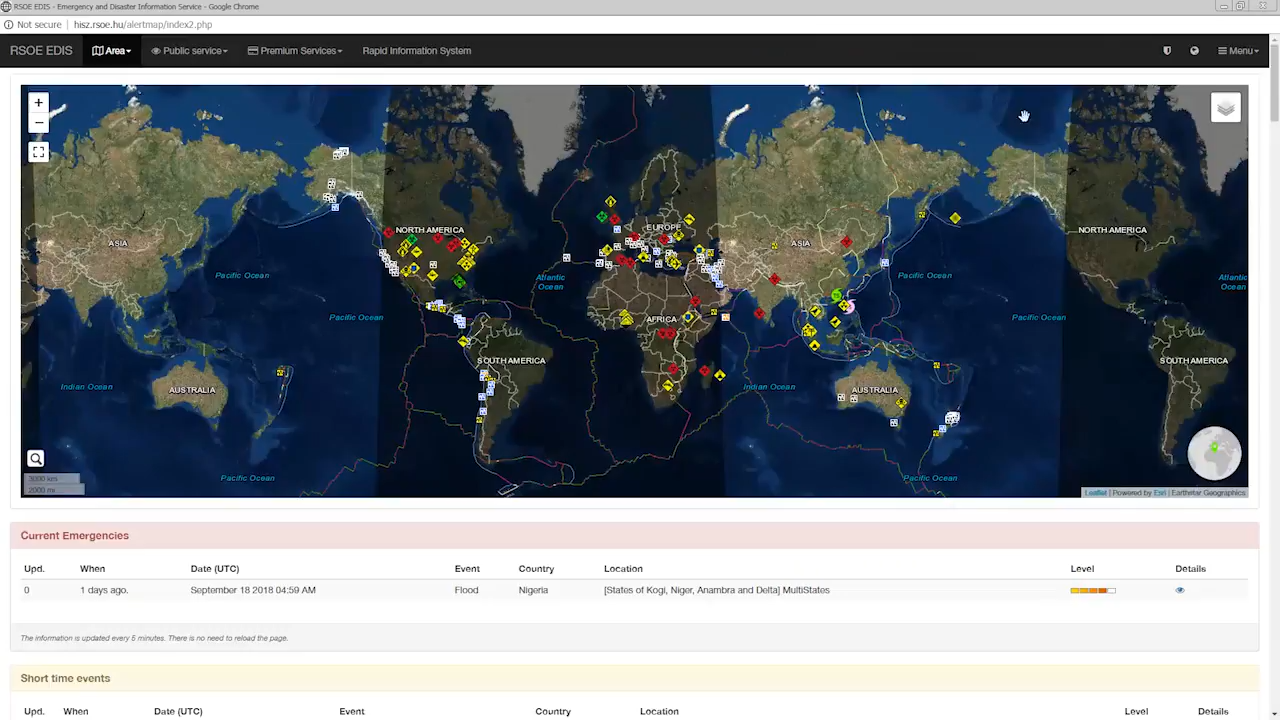 RSOE EDIS - Emergency and Disaster Information Service - Google Chrome
Not secure hisz.rsoe.hu/alertmap/index2.php
RSOE EDIS Area Public service Premium Services Rapid Information System Menu
+
−
NORTH AMERICA EUROPE NORTH AMERICA
ASIA ASIA
Pacific Ocean Atlantic Ocean Pacific Ocean Atlantic Ocean
Pacific Ocean AFRICA Pacific Ocean
SOUTH AMERICA SOUTH AMERICA
Indian Ocean AUSTRALIA Indian Ocean AUSTRALIA
Pacific Ocean Pacific Ocean
3000 km
2000 mi
Leaflet | Powered by Esri | Earthstar Geographics
Current Emergencies
Upd. When Date (UTC) Event Country Location Level Details
0 1 days ago. September 18 2018 04:59 AM Flood Nigeria [States of Kogi, Niger, Anambra and Delta] MultiStates
The information is updated every 5 minutes. There is no need to reload the page.
Short time events
Upd. When Date (UTC) Event Country Location Level Details